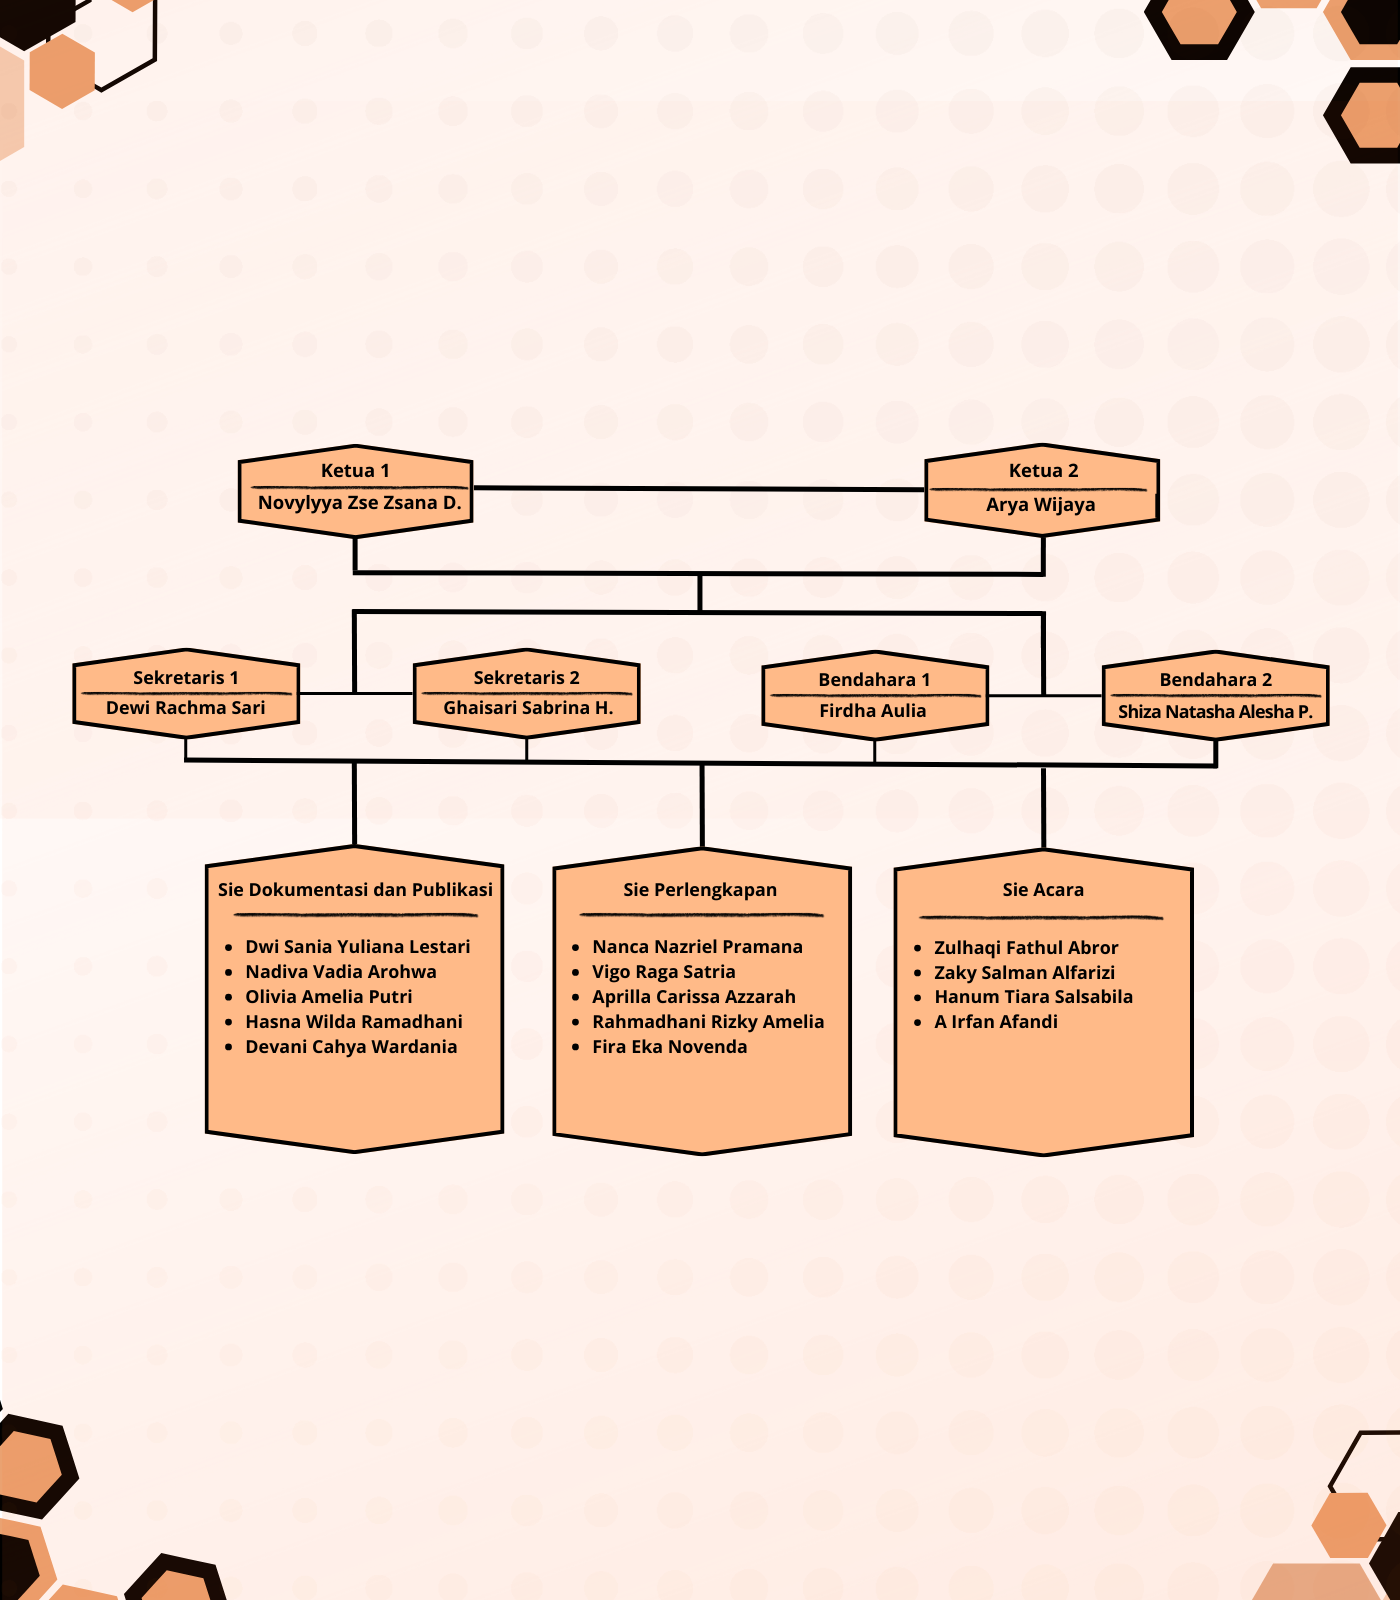 Ketua 1
Novylyya Zse Zsana D.
Ketua 2
Arya Wijaya
Sekretaris 1
Dewi Rachma Sari
Sekretaris 2
Ghaisari Sabrina H.
Bendahara 1
Firdha Aulia
Bendahara 2
Shiza Natasha Alesha P.
Sie Dokumentasi dan Publikasi
• Dwi Sania Yuliana Lestari
• Nadiva Vadia Arohwa
• Olivia Amelia Putri
• Hasna Wilda Ramadhani
• Devani Cahya Wardania
Sie Perlengkapan
• Nanca Nazriel Pramana
• Vigo Raga Satria
• Aprilla Carissa Azzarah
• Rahmadhani Rizky Amelia
• Fira Eka Novenda
Sie Acara
• Zulhaqi Fathul Abror
• Zaky Salman Alfarizi
• Hanum Tiara Salsabila
• A Irfan Afandi